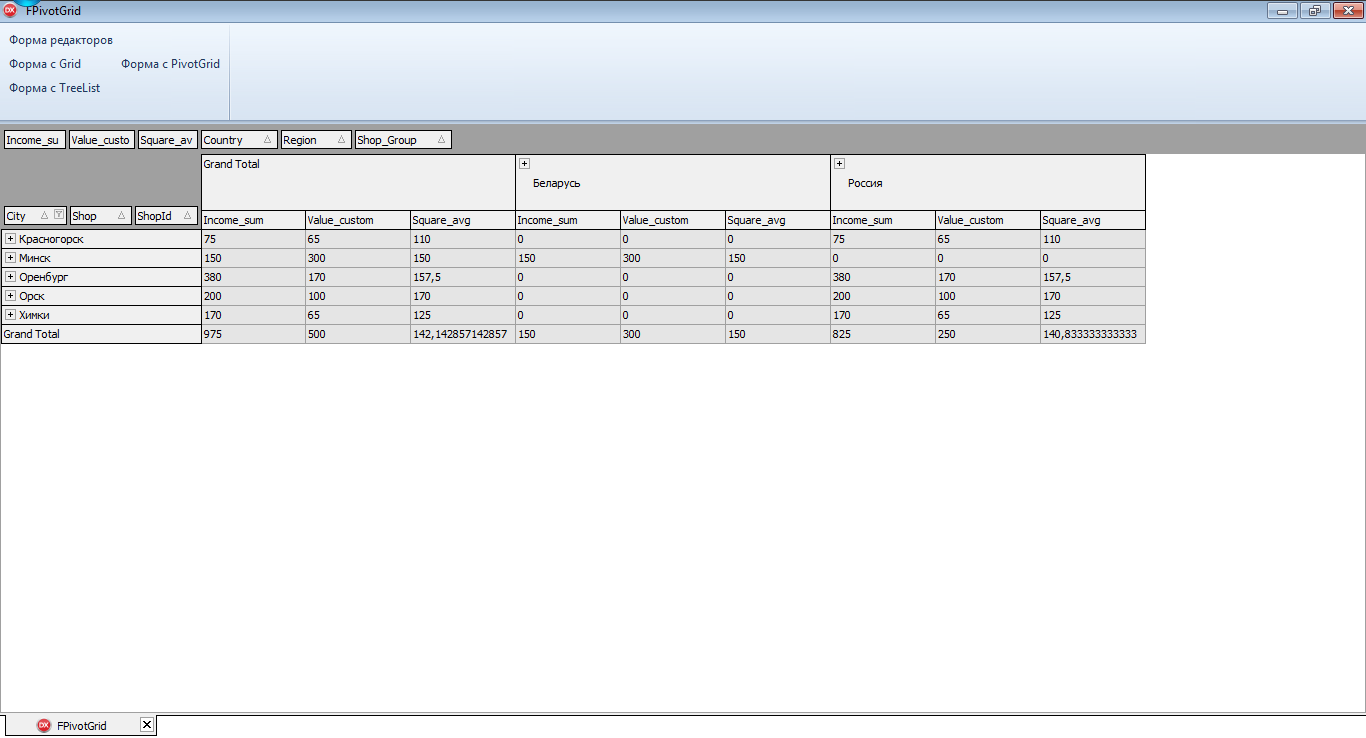 FPivotGrid
Форма редакторов
Форма с Grid Форма с PivotGrid
Форма с TreeList
Income_su Value_custo Square_av Country Region Shop_Group
Grand Total
Беларусь Россия
City Shop ShopId Income_sum Value_custom Square_avg Income_sum Value_custom Square_avg Income_sum Value_custom Square_avg
Красногорск 75 65 110 0 0 0 75 65 110
Минск 150 300 150 150 300 150 0 0 0
Оренбург 380 170 157,5 0 0 0 380 170 157,5
Орск 200 100 170 0 0 0 200 100 170
Химки 170 65 125 0 0 0 170 65 125
Grand Total 975 500 142,142857142857 150 300 150 825 250 140,833333333333
FPivotGrid